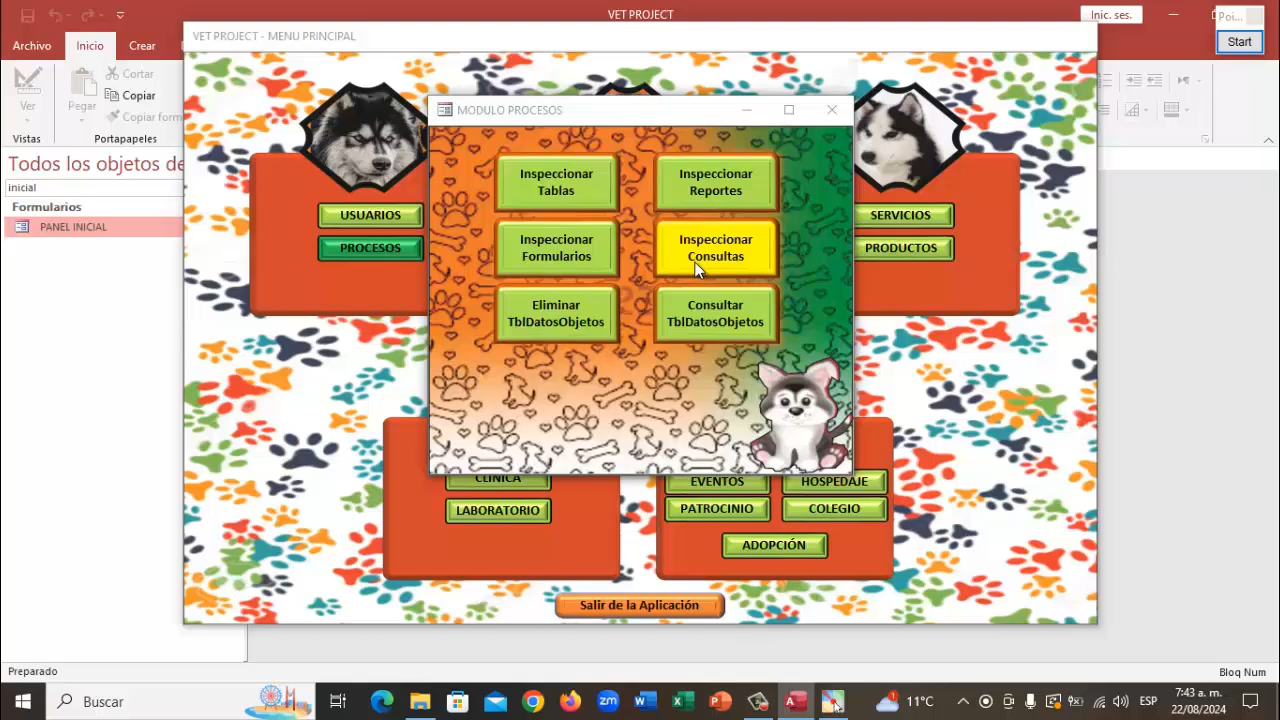 VET PROJECT
Inic. ses.
Poi...
Start
Archivo
Inicio
Crear
VET PROJECT - MENU PRINCIPAL
Ver
Pegar
Cortar
Copiar
Copiar form
Vistas
Portapapeles
Todos los objetos de
inicial
Formularios
PANEL INICIAL
MODULO PROCESOS
Inspeccionar
Tablas
Inspeccionar
Reportes
Inspeccionar
Formularios
Inspeccionar
Consultas
Eliminar
TblDatosObjetos
Consultar
TblDatosObjetos
USUARIOS
PROCESOS
SERVICIOS
PRODUCTOS
CLINICA
LABORATORIO
EVENTOS
HOSPEDAJE
PATROCINIO
COLEGIO
ADOPCIÓN
Salir de la Aplicación
Preparado
Bloq Num
Buscar
11°C
ESP
7:43 a. m.
22/08/2024